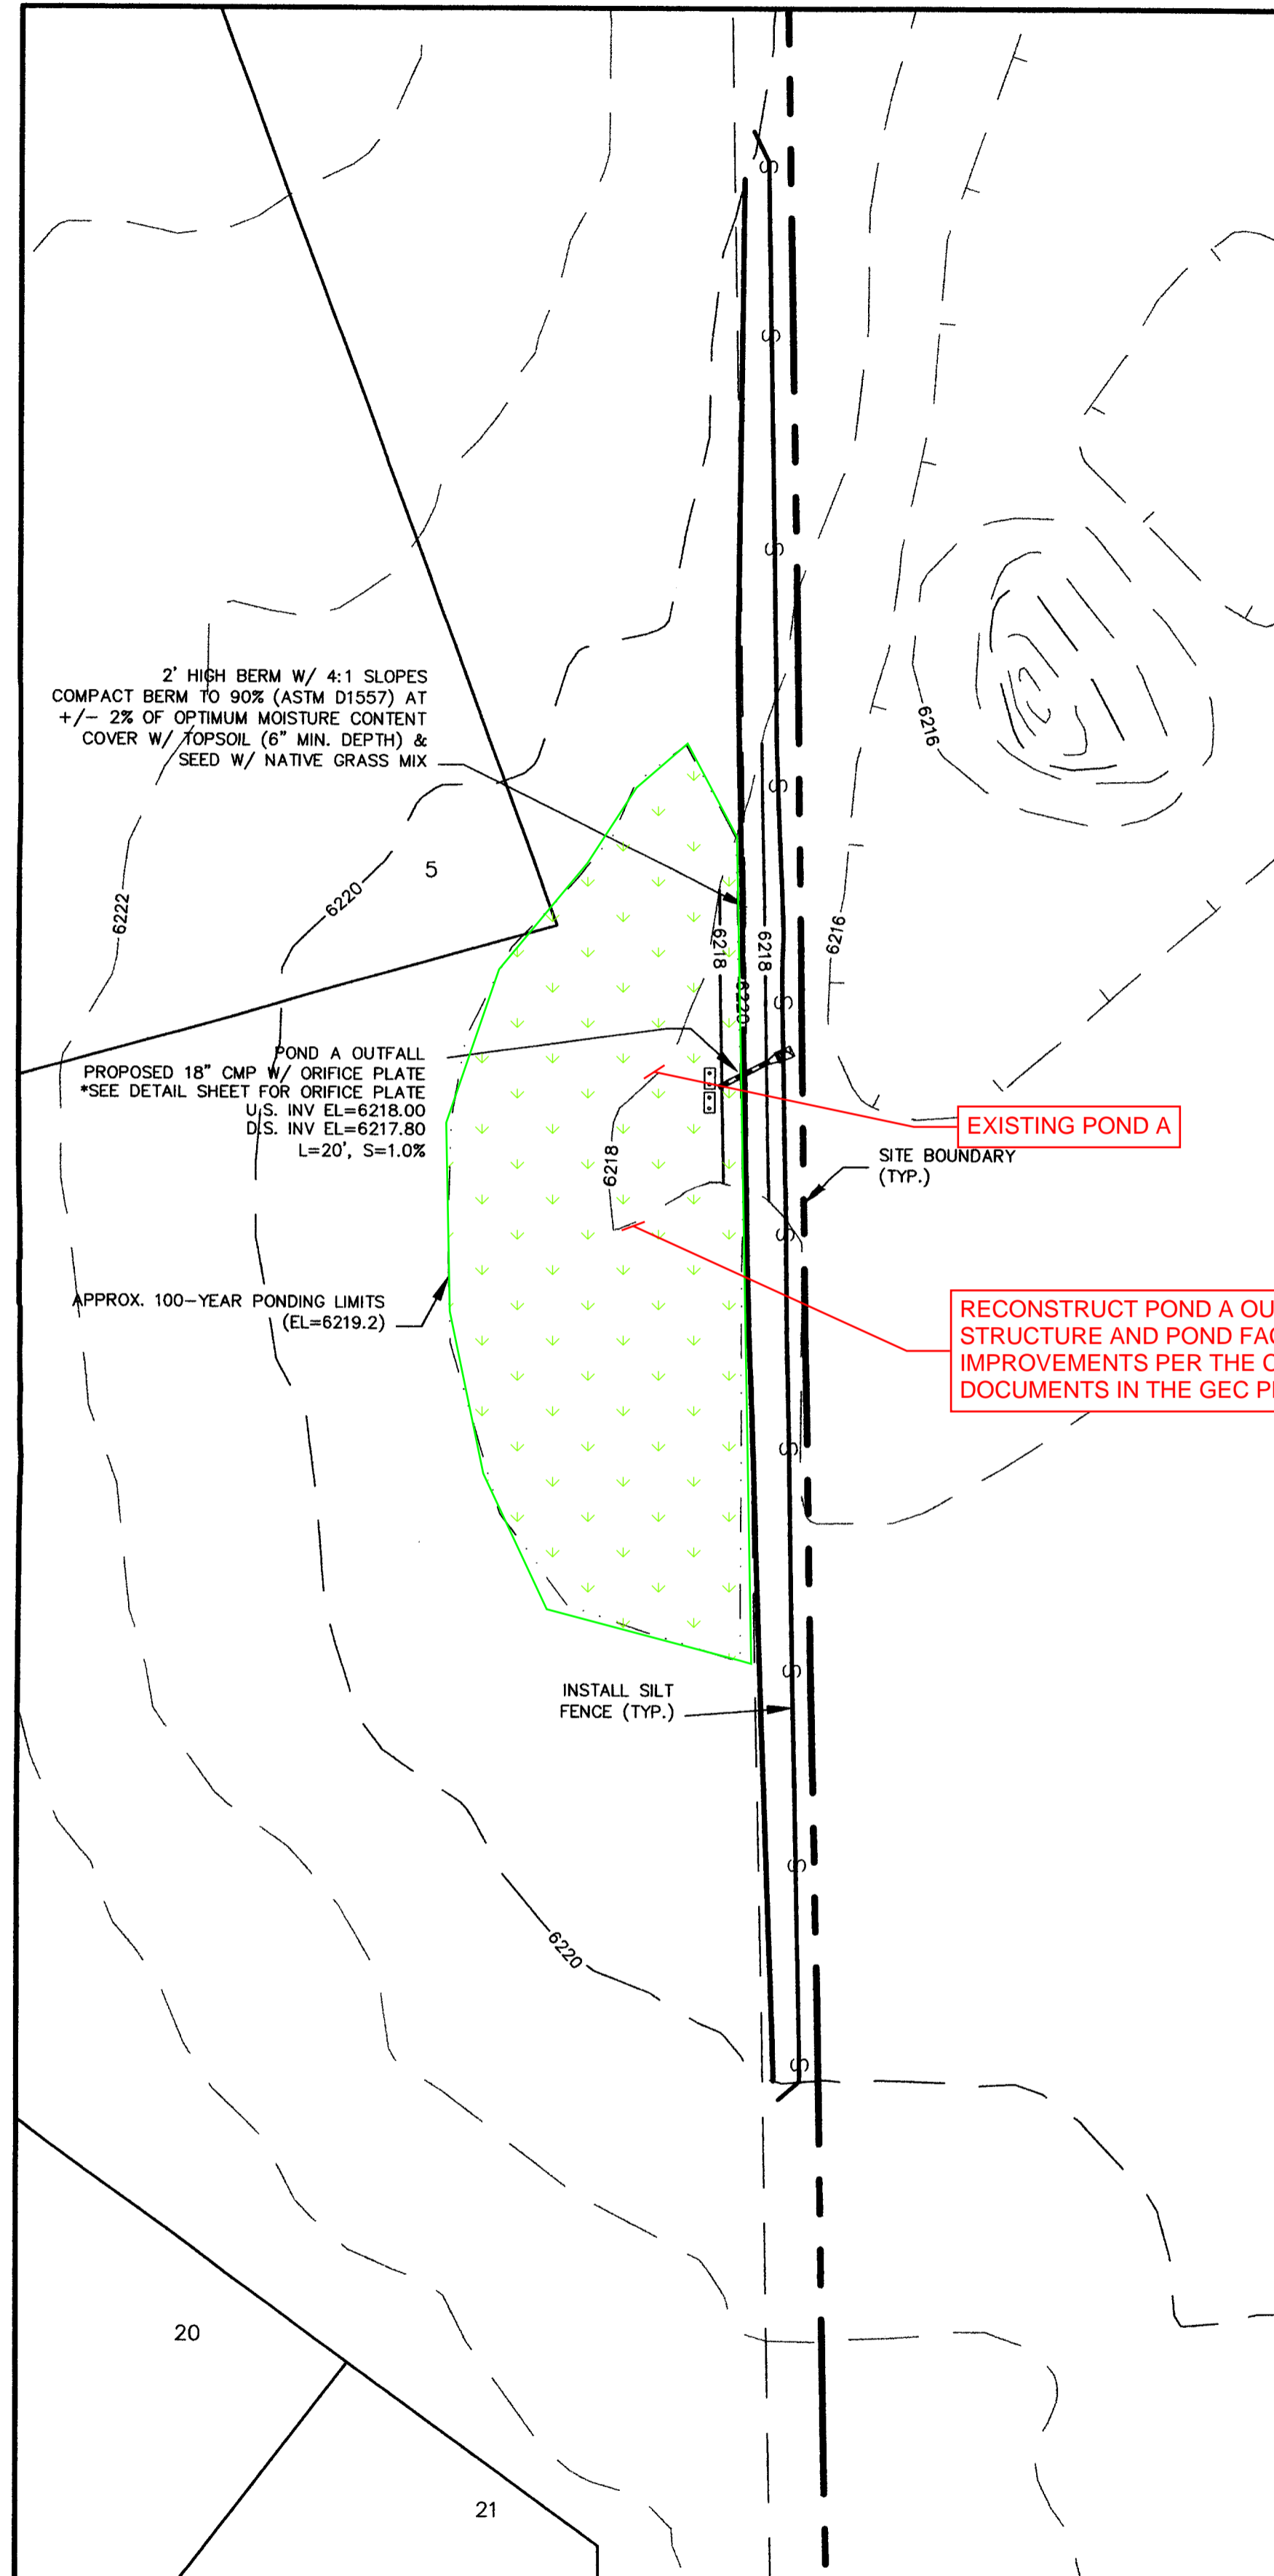 2' HIGH BERM W/ 4:1 SLOPES
COMPACT BERM TO 90% (ASTM D1557) AT
+/- 2% OF OPTIMUM MOISTURE CONTENT
COVER W/ TOPSOIL (6" MIN. DEPTH) &
SEED W/ NATIVE GRASS MIX
6216
5
6220
6222
6218
6218
6220
6216
POND A OUTFALL
PROPOSED 18" CMP W/ ORIFICE PLATE
*SEE DETAIL SHEET FOR ORIFICE PLATE
U.S. INV EL=6218.00
D.S. INV EL=6217.80
L=20', S=1.0%
EXISTING POND A
SITE BOUNDARY
(TYP.)
6218
APPROX. 100-YEAR PONDING LIMITS
(EL=6219.2)
RECONSTRUCT POND A OU
STRUCTURE AND POND FAC
IMPROVEMENTS PER THE C
DOCUMENTS IN THE GEC P
INSTALL SILT
FENCE (TYP.)
6220
20
21
S
S
S
S
S
S
S
S
S
S